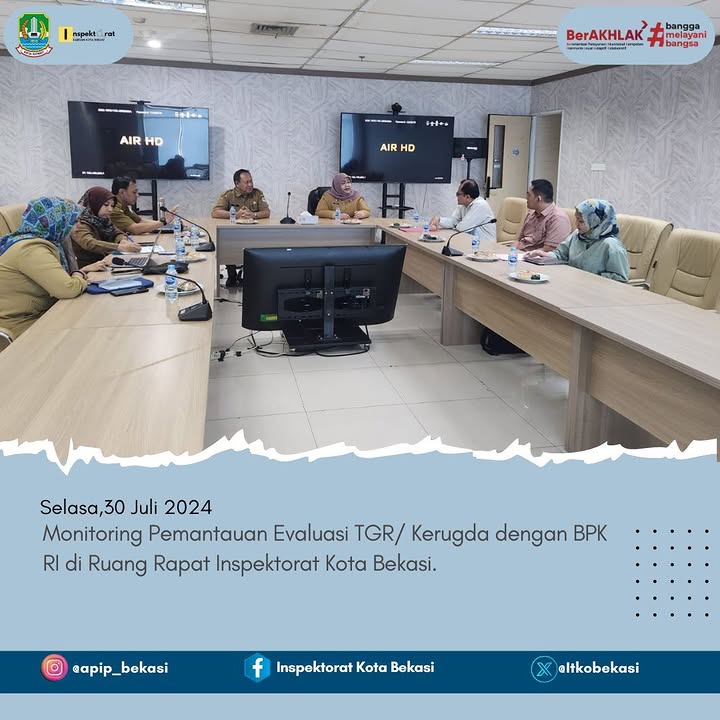 Inspektorat
BerAKHLAK
#bangga
melayani
bangsa
AIR HD
AIR HD
Selasa,30 Juli 2024
Monitoring Pemantauan Evaluasi TGR/ Kerugda dengan BPK
RI di Ruang Rapat Inspektorat Kota Bekasi.
@apip_bekasi
Inspektorat Kota Bekasi
@Itkobekasi